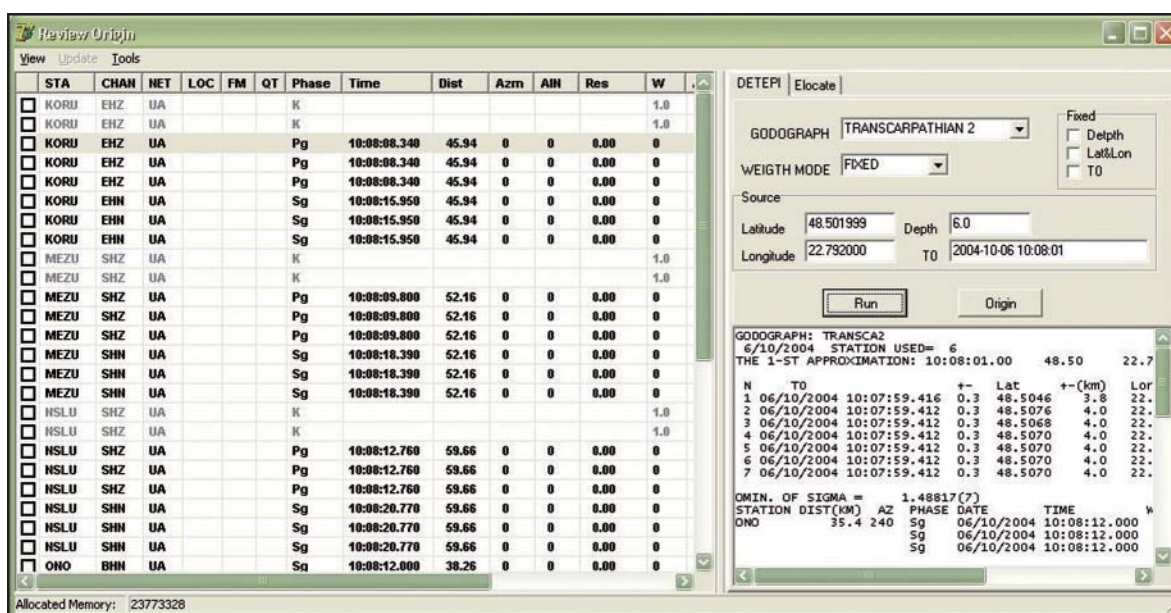 Review Origin
View Update Tools
STA CHAN NET LOC FM QT Phase Time Dist Azm AIN Res W
KORU EHZ UA K 1.0
KORU EHZ UA K 1.0
KORU EHZ UA Pg 10:08:08.340 45.94 0 0 0.00 0
KORU EHZ UA Pg 10:08:08.340 45.94 0 0 0.00 0
KORU EHZ UA Pg 10:08:08.340 45.94 0 0 0.00 0
KORU EHN UA Sg 10:08:15.950 45.94 0 0 0.00 0
KORU EHN UA Sg 10:08:15.950 45.94 0 0 0.00 0
KORU EHN UA Sg 10:08:15.950 45.94 0 0 0.00 0
MEZU SHZ UA K 1.0
MEZU SHZ UA K 1.0
MEZU SHZ UA Pg 10:08:09.800 52.16 0 0 0.00 0
MEZU SHZ UA Pg 10:08:09.800 52.16 0 0 0.00 0
MEZU SHZ UA Pg 10:08:09.800 52.16 0 0 0.00 0
MEZU SHN UA Sg 10:08:18.390 52.16 0 0 0.00 0
MEZU SHN UA Sg 10:08:18.390 52.16 0 0 0.00 0
MEZU SHN UA Sg 10:08:18.390 52.16 0 0 0.00 0
NSLU SHZ UA K 1.0
NSLU SHZ UA K 1.0
NSLU SHZ UA Pg 10:08:12.760 59.66 0 0 0.00 0
NSLU SHZ UA Pg 10:08:12.760 59.66 0 0 0.00 0
NSLU SHZ UA Pg 10:08:12.760 59.66 0 0 0.00 0
NSLU SHN UA Sg 10:08:20.770 59.66 0 0 0.00 0
NSLU SHN UA Sg 10:08:20.770 59.66 0 0 0.00 0
NSLU SHN UA Sg 10:08:20.770 59.66 0 0 0.00 0
ONO BHN UA Sg 10:08:12.000 38.26 0 0 0.00 0
DETEPI Elocate
GODOGRAPH TRANSCARPATHIAN 2
WEIGTH MODE FIXED
Fixed
Delpth
Lat&Lon
T0
Source
Latitude 48.501999 Depth 6.0
Longitude 22.792000 T0 2004-10-06 10:08:01
Run Origin
GODOGRAPH: TRANSCA2
6/10/2004 STATION USED= 6
THE 1-ST APPROXIMATION: 10:08:01.00 48.50 22.7
N T0 +- Lat +-(km) Lor
1 06/10/2004 10:07:59.416 0.3 48.5046 3.8 22.
2 06/10/2004 10:07:59.412 0.3 48.5076 4.0 22.
3 06/10/2004 10:07:59.412 0.3 48.5068 4.0 22.
4 06/10/2004 10:07:59.412 0.3 48.5070 4.0 22.
5 06/10/2004 10:07:59.412 0.3 48.5070 4.0 22.
6 06/10/2004 10:07:59.412 0.3 48.5070 4.0 22.
7 06/10/2004 10:07:59.412 0.3 48.5070 4.0 22.
OMIN. OF SIGMA = 1.48817(7)
STATION DIST(KM) AZ PHASE DATE TIME
ONO 35.4 240 Sg 06/10/2004 10:08:12.000
Sg 06/10/2004 10:08:12.000
Sg 06/10/2004 10:08:12.000
Allocated Memory: 23773328